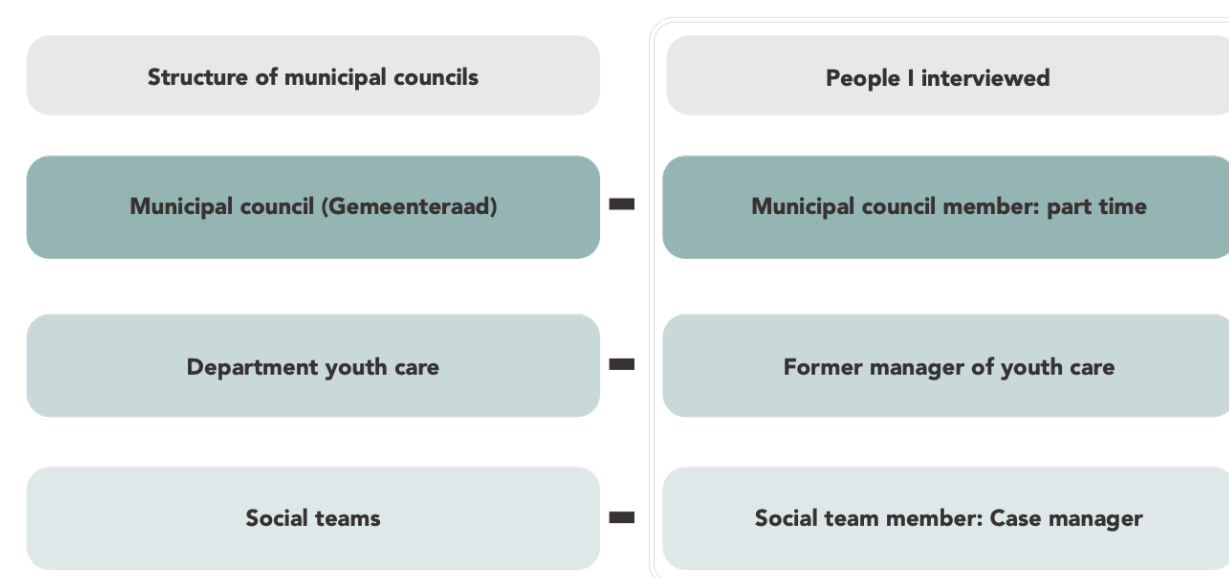 Structure of municipal councils
People I interviewed
Municipal council (Gemeenteraad)
Municipal council member: part time
Department youth care
Former manager of youth care
Social teams
Social team member: Case manager